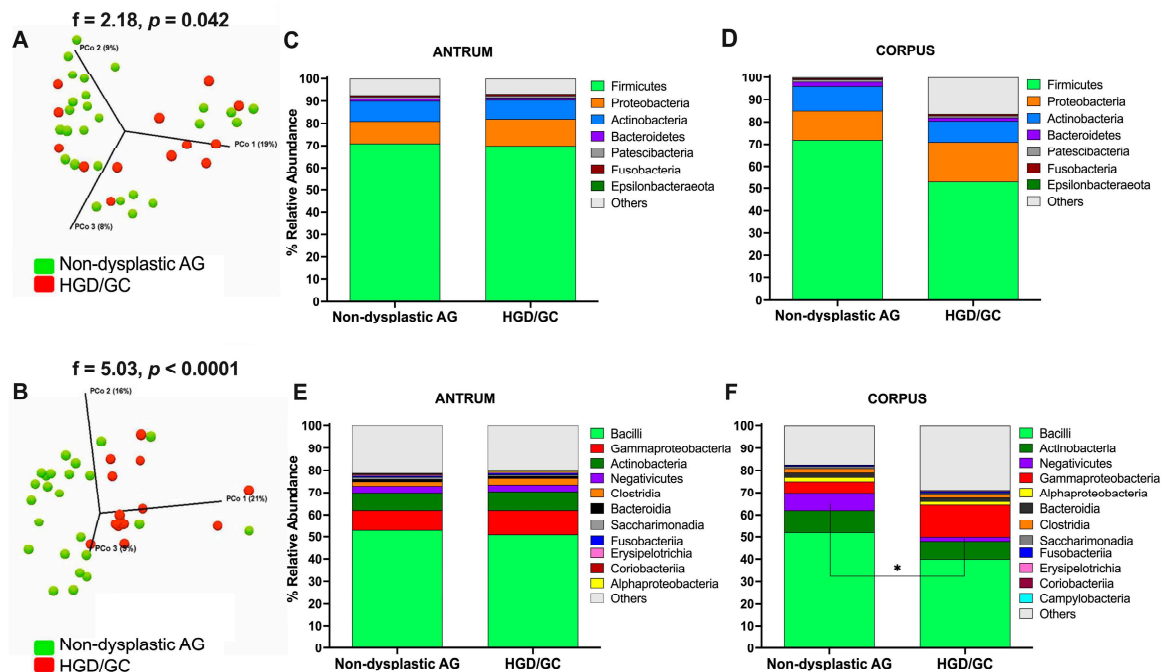 f = 2.18, p = 0.042
A
PCo 2 (9%)
PCo 1 (19%)
PCo 3 (8%)
Non-dysplastic AG
HGD/GC
C
ANTRUM
% Relative Abundance
100
90
80
70
60
50
40
30
20
10
0
Non-dysplastic AG
HGD/GC
Firmicutes
Proteobacteria
Actinobacteria
Bacteroidetes
Patescibacteria
Fusobacteria
Epsilonbacteraeota
Others
D
CORPUS
100
90
80
70
60
50
40
30
20
10
0
Non-dysplastic AG
HGD/GC
Firmicutes
Proteobacteria
Actinobacteria
Bacteroidetes
Patescibacteria
Fusobacteria
Epsilonbacteraeota
Others
f = 5.03, p < 0.0001
B
PCo 2 (16%)
PCo 1 (21%)
PCo 3 (9%)
Non-dysplastic AG
HGD/GC
E
ANTRUM
% Relative Abundance
100
90
80
70
60
50
40
30
20
10
0
Non-dysplastic AG
HGD/GC
Bacilli
Gammaproteobacteria
Actinobacteria
Negativicutes
Clostridia
Bacteroidia
Saccharimonadia
Fusobacteriia
Erysipelotrichia
Coriobacteriia
Alphaproteobacteria
Others
F
CORPUS
100
90
80
70
60
50
40
30
20
10
0
*
Non-dysplastic AG
HGD/GC
Bacilli
Actinobacteria
Negativicutes
Gammaproteobacteria
Alphaproteobacteria
Bacteroidia
Clostridia
Saccharimonadia
Fusobacteriia
Erysipelotrichia
Coriobacteriia
Campylobacteria
Others